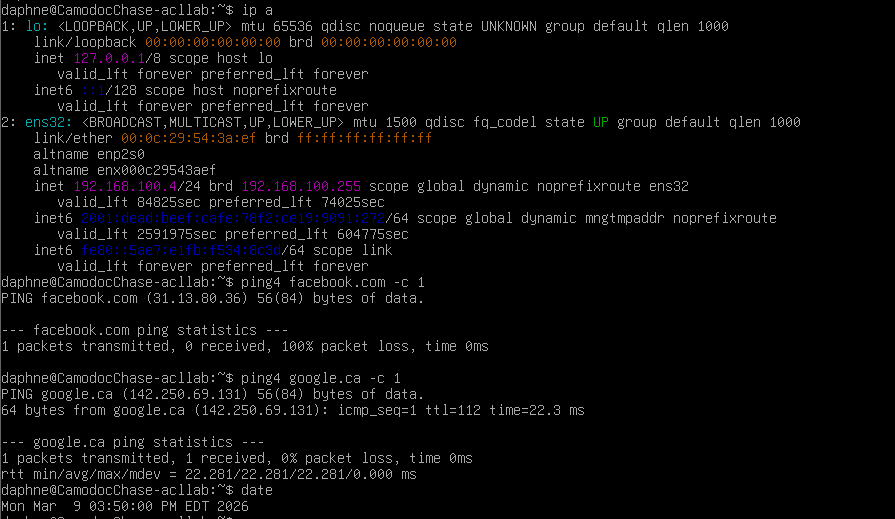 daphne@CamodocChase-acllab:~$ ip a
1: lo: <LOOPBACK,UP,LOWER_UP> mtu 65536 qdisc noqueue state UNKNOWN group default qlen 1000
    link/loopback 00:00:00:00:00:00 brd 00:00:00:00:00:00
    inet 127.0.0.1/8 scope host lo
       valid_lft forever preferred_lft forever
    inet6 ::1/128 scope host noprefixroute
       valid_lft forever preferred_lft forever
2: ens32: <BROADCAST,MULTICAST,UP,LOWER_UP> mtu 1500 qdisc fq_codel state UP group default qlen 1000
    link/ether 00:0c:29:54:3a:ef brd ff:ff:ff:ff:ff:ff
    altname enp2s0
    altname enx000c29543aef
    inet 192.168.100.4/24 brd 192.168.100.255 scope global dynamic noprefixroute ens32
       valid_lft 84825sec preferred_lft 74025sec
    inet6 2001:dead:beef:cafe:78f2:ce19:9091:272/64 scope global dynamic mngtmpaddr noprefixroute
       valid_lft 2591975sec preferred_lft 604775sec
    inet6 /64 scope link
       valid_lft forever preferred_lft forever
daphne@CamodocChase-acllab:~$ ping4 facebook.com -c 1
PING facebook.com (31.13.80.36) 56(84) bytes of data.

--- facebook.com ping statistics ---
1 packets transmitted, 0 received, 100% packet loss, time 0ms

daphne@CamodocChase-acllab:~$ ping4 google.ca -c 1
PING google.ca (142.250.69.131) 56(84) bytes of data.
64 bytes from google.ca (142.250.69.131): icmp_seq=1 ttl=112 time=22.3 ms

--- google.ca ping statistics ---
1 packets transmitted, 1 received, 0% packet loss, time 0ms
rtt min/avg/max/mdev = 22.281/22.281/22.281/0.000 ms
daphne@CamodocChase-acllab:~$ date
Mon Mar  9 03:50:00 PM EDT 2026